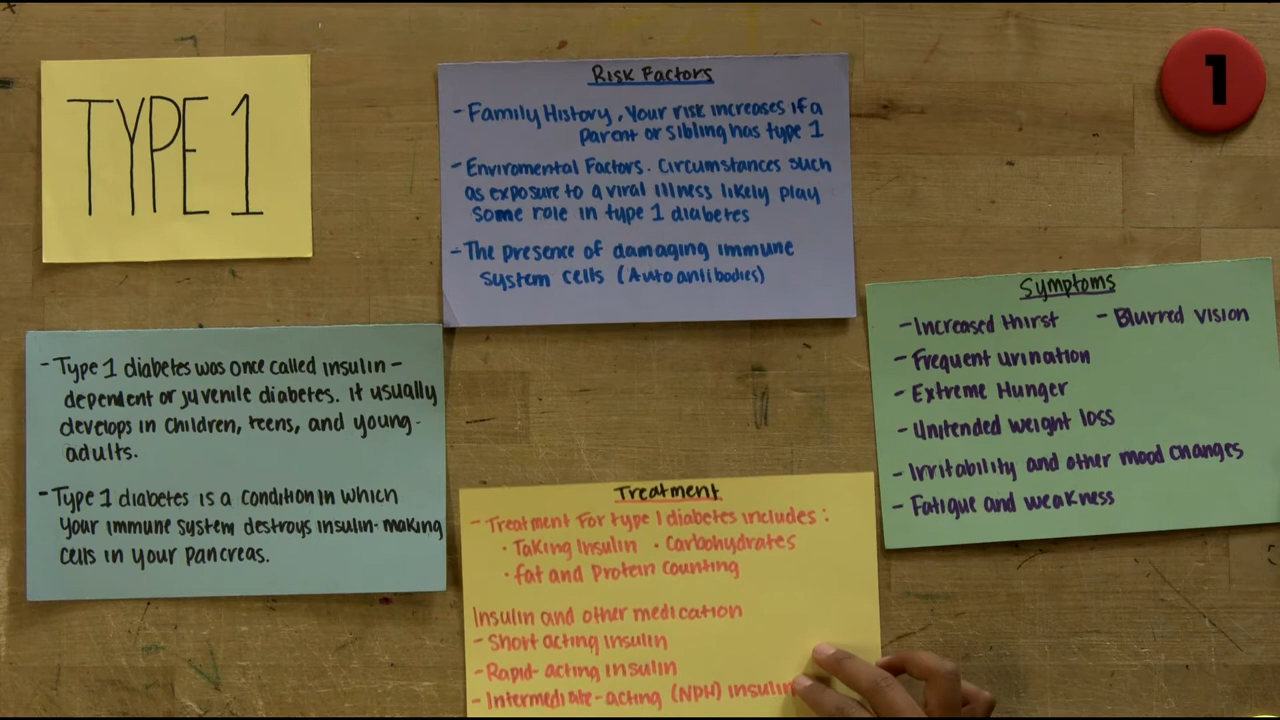 TYPE 1
Risk Factors
- Family History, Your risk increases if a
parent or sibling has type 1
- Enviromental Factors. Circumstances such
as exposure to a viral illness likely play
some role in type 1 diabetes
- The presence of damaging immune
system cells (Autoantibodies)
1
- Type 1 diabetes was once called insulin-
dependent or juvenile diabetes. it usually
develops in children, teens, and young-
adults.
- Type 1 diabetes is a condition in which
your immune system destroys insulin-making
cells in your pancreas.
Symptoms
- Increased thirst - Blurred vision
- Frequent urination
- Extreme Hunger
- Unitended weight loss
- Irritability and other mood changes
- Fatigue and weakness
Treatment
- Treatment for type 1 diabetes includes:
• Taking Insulin • Carbohydrates
• fat and Protein counting
Insulin and other medication
- Short acting insulin
- Rapid-acting insulin
- Intermediate-acting (NPH) insulin